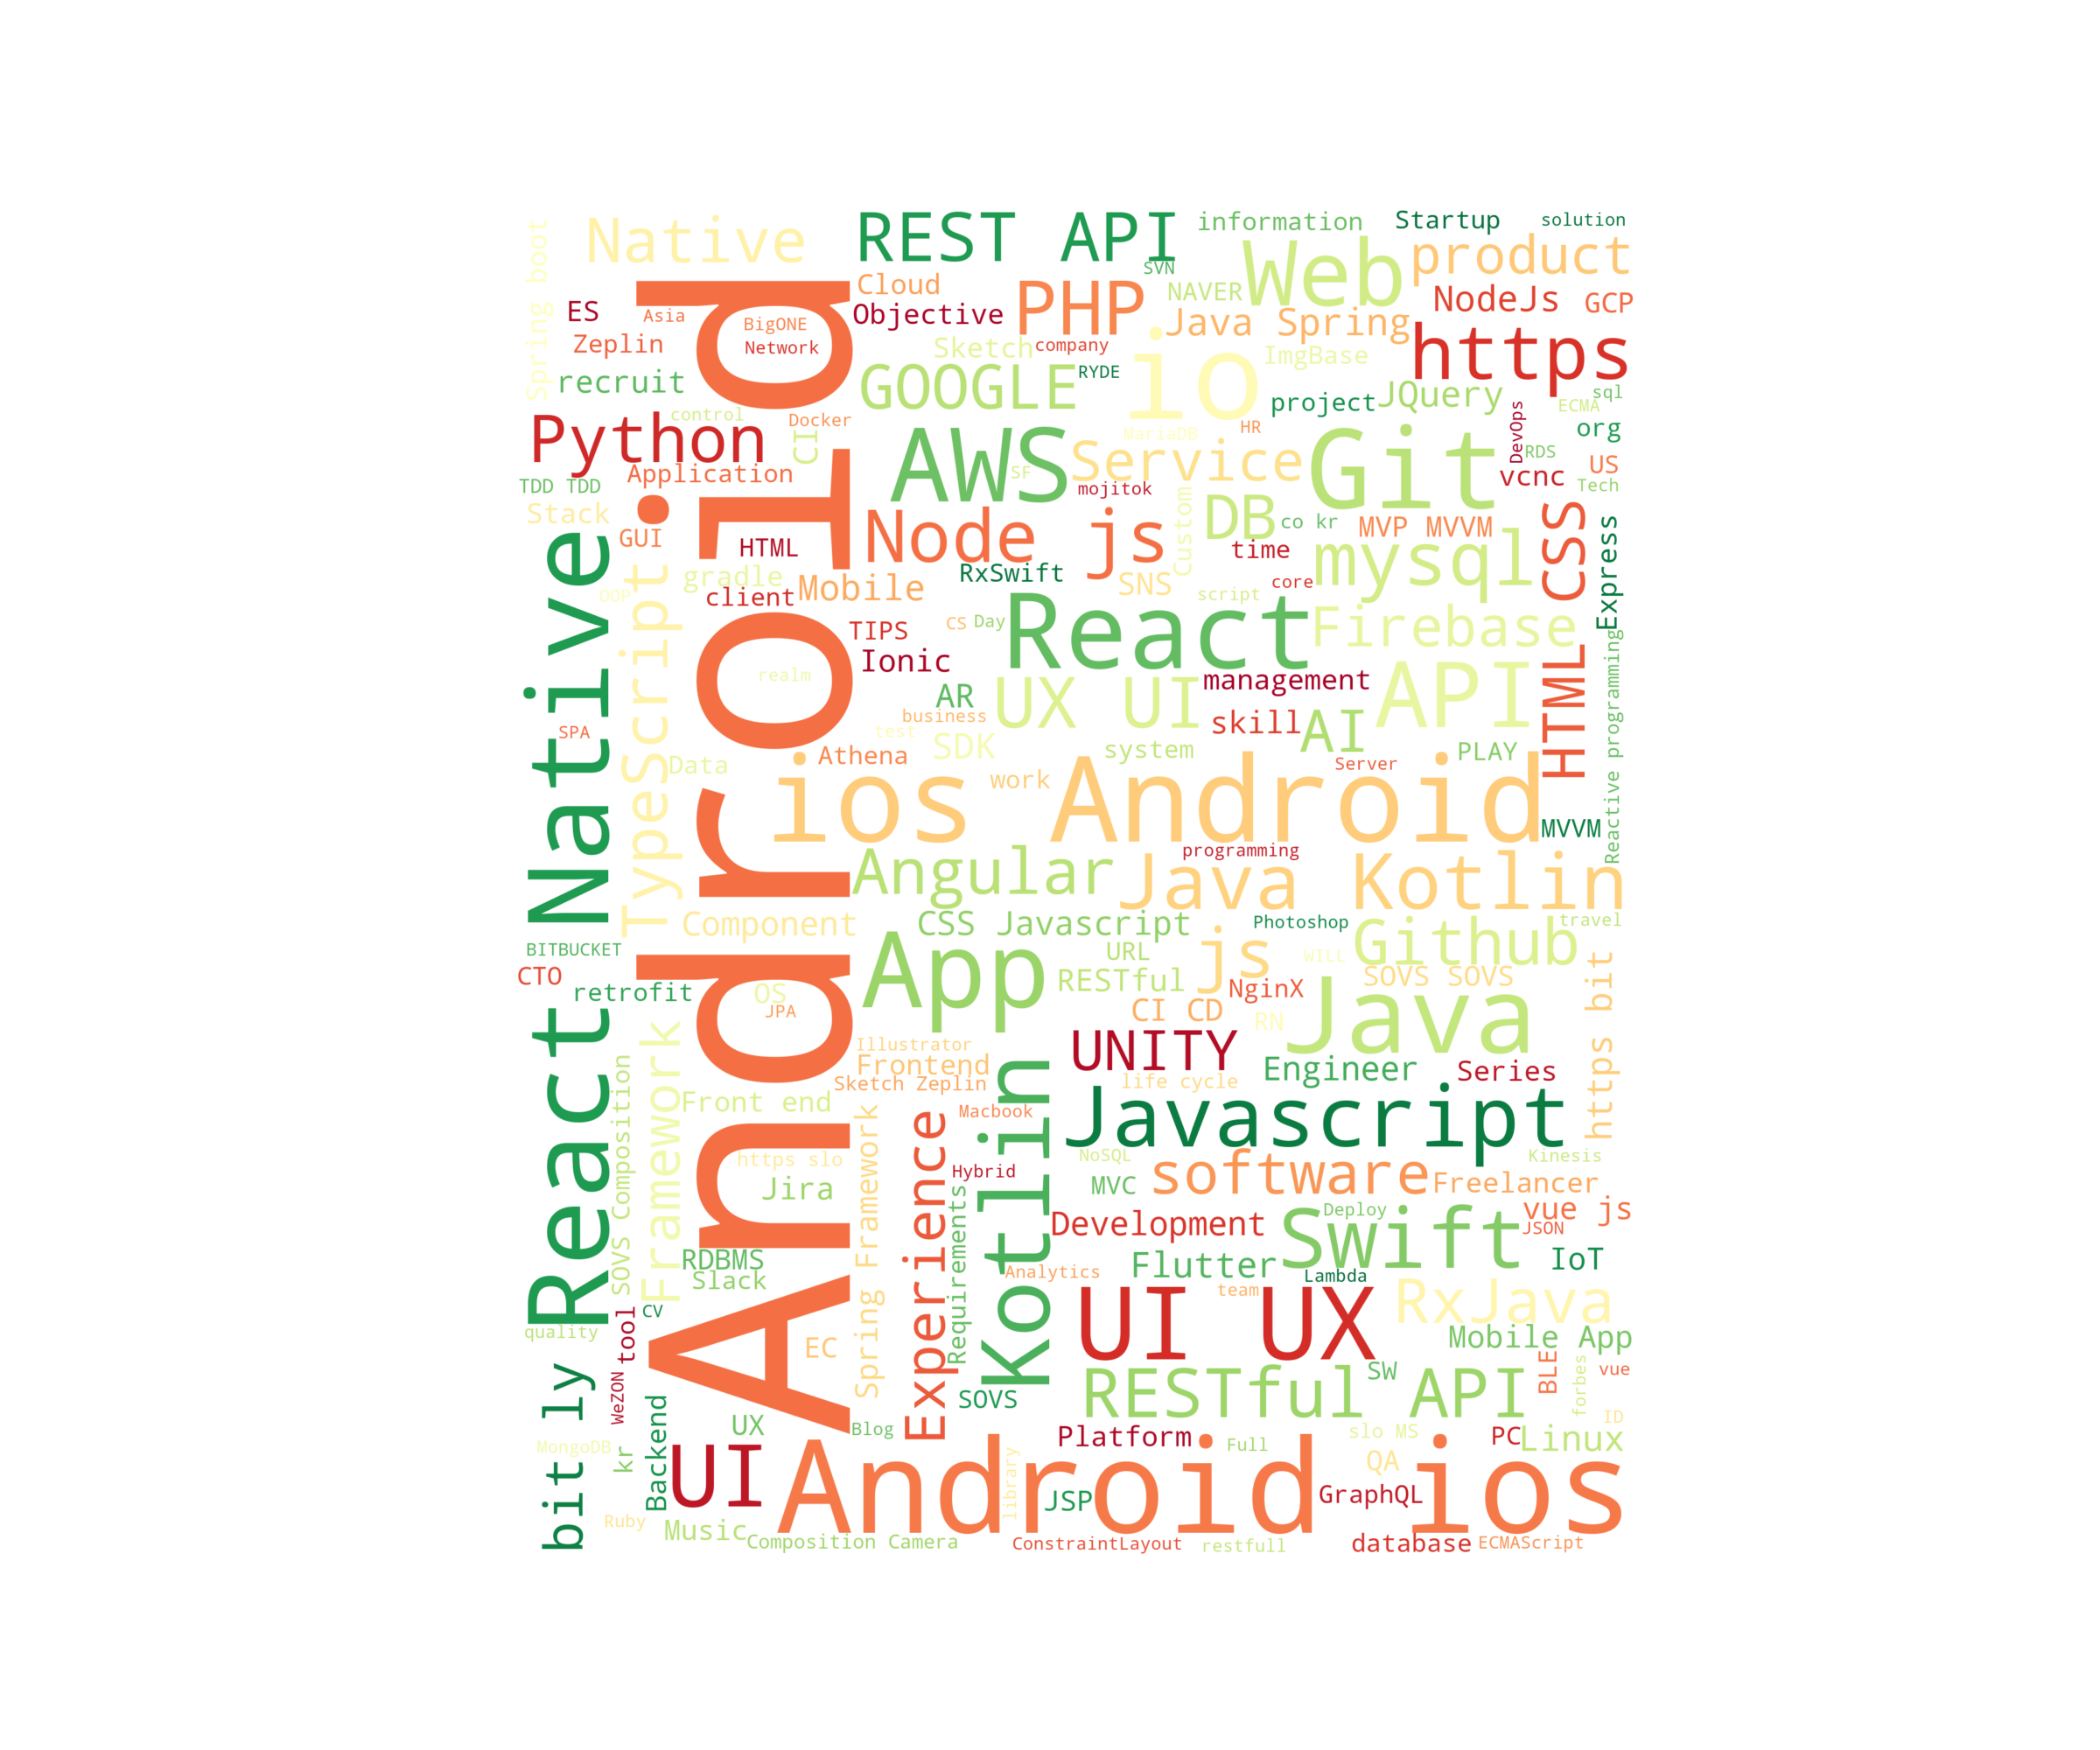 Spring boot
Native
REST API
information
Startup
solution
Web
product
SVN
Cloud
NAVER
NodeJs
GCP
ES
Asia
BigONE
Objective
PHP
Java Spring
https
Zeplin
Network
Sketch
company
io
ImgBase
recruit
GOOGLE
RYDE
project
JQuery
sql
ECMA
Python
control
Docker
CI
MariaDB
HR
Git
DevOps
org
Application
AWS
SF
Service
RDS
US
vcnc
Tech
TDD TDD
mojitok
Stack
GUI
HTML
Node js
Custom
DB
co kr
MVP MVVM
HTML CSS
Express
time
mysql
gradle
Mobile
RxSwift
SNS
core
OOP
client
script
React Native
TypeScript
Android
TIPS
CS
Day
React
Firebase
Reactive programming
Ionic
realm
AR
UX UI
management
API
business
skill
AI
SPA
test
SDK
system
PLAY
Data
Athena
Server
ios Android
work
MVVM
Angular
programming
Java Kotlin
Component
CSS Javascript
Photoshop
travel
BITBUCKET
App
URL
js
WILL
Github
CTO
retrofit
OS
RESTful
NginX
SOVS SOVS
https bit
JPA
CI CD
RN
Java
Framework
Illustrator
Frontend
UNITY
Engineer
Series
SOVS Composition
Sketch Zeplin
life cycle
Front end
Macbook
Javascript
Spring Framework
Experience
Kotlin
https slo
NoSQL
Kinesis
Jira
Hybrid
MVC
software
Freelancer
Requirements
Development
Deploy
Swift
vue js
JSON
RDBMS
Slack
Flutter
IoT
Analytics
team
Lambda
CV
tool
UI UX
RxJava
quality
EC
Mobile App
bit ly
WeZON
SOVS
RESTful API
SW
BLE
forbes
vue
Backend
UX
Blog
Platform
Full
slo MS
ID
PC
Linux
MongoDB
kr
UI
Android ios
library
QA
JSP
GraphQL
Ruby
Music
Composition Camera
ConstraintLayout
restfull
database
ECMAScript